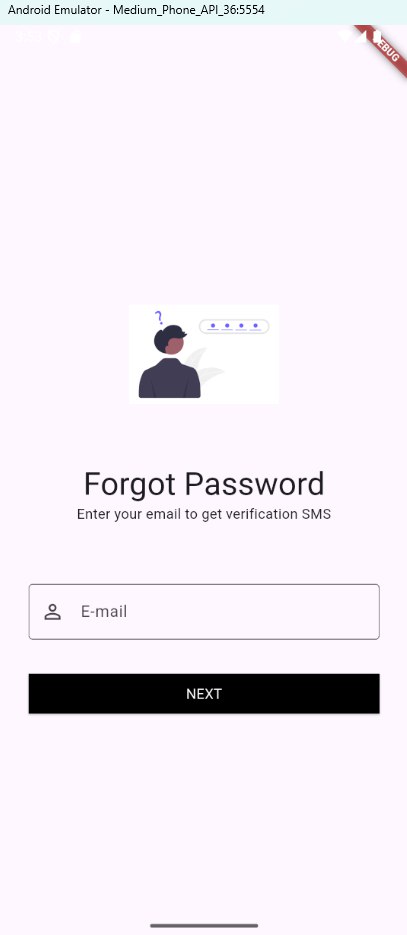 Android Emulator - Medium_Phone_API_36:5554
DEBUG
?
Forgot Password
Enter your email to get verification SMS
E-mail
NEXT